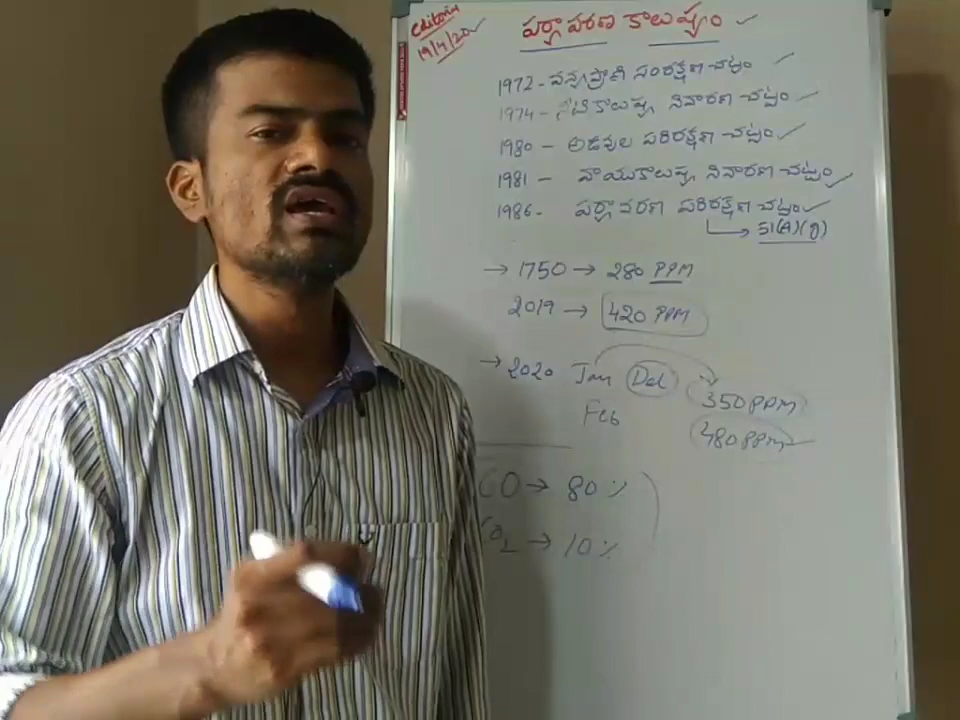 Editorial
19/4/20
పర్యావరణ కాలుష్యం
1972 - వన్యప్రాణి సంరక్షణ చట్టం
1974 - నీటి కాలుష్య నివారణ చట్టం
1980 - అడవుల పరిరక్షణ చట్టం
1981 - వాయుకాలుష్య నివారణ చట్టం
1986 - పర్యావరణ పరిరక్షణ చట్టం
→ 51(A)(g)
→ 1750 → 280 PPM
2019 → 420 PPM
→ 2020 Jan Del 350 PPM
Feb 480 PPM
CO → 80 %
→ 10 %